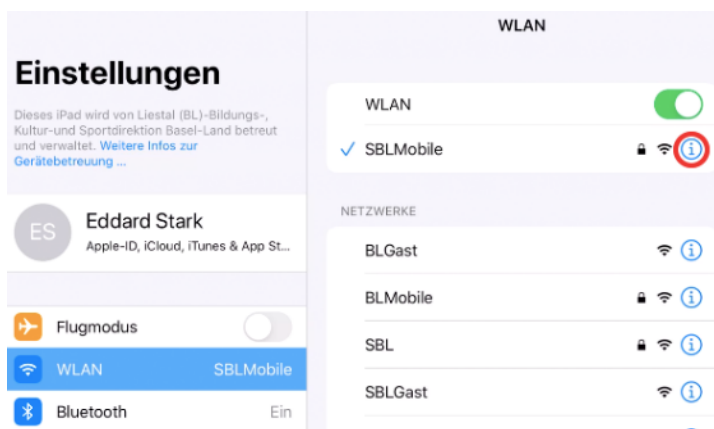 Einstellungen
Dieses iPad wird von Liestal (BL)-Bildungs-,
Kultur-und Sportdirektion Basel-Land betreut
und verwaltet. Weitere Infos zur
Gerätebetreuung ...
ES
Eddard Stark
Apple-ID, iCloud, iTunes & App St...
Flugmodus
WLAN SBLMobile
Bluetooth Ein
WLAN
WLAN
SBLMobile
NETZWERKE
BLGast
BLMobile
SBL
SBLGast